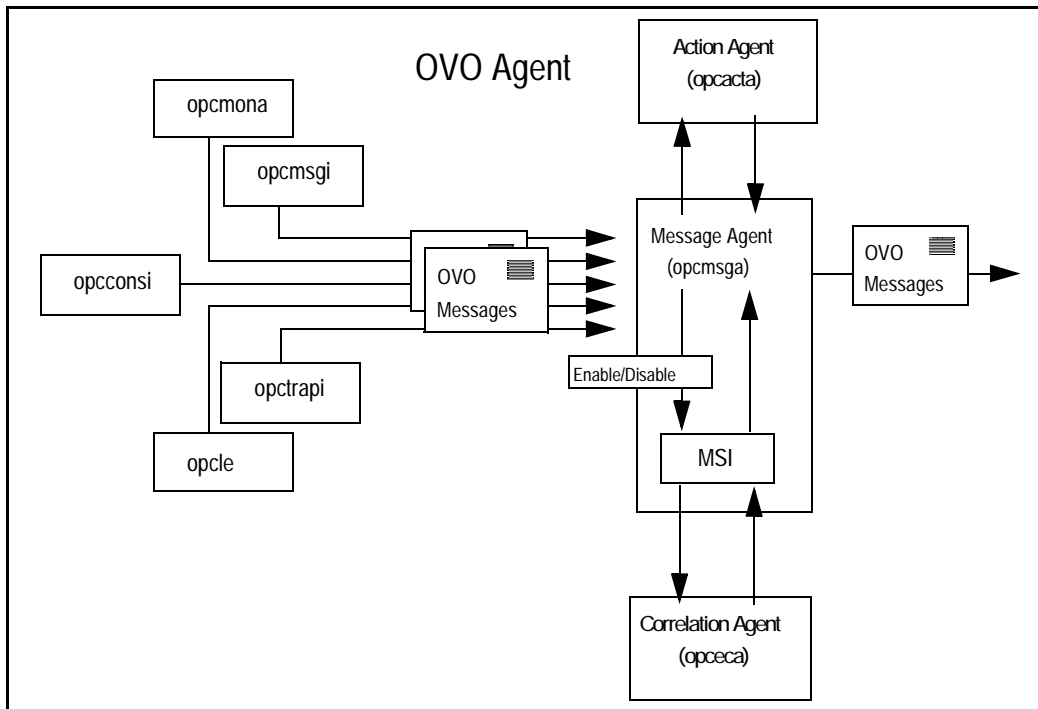 OVO Agent
Action Agent
(opcacta)
opcmona
opcmsgi
Message Agent
(opcmsga)
OVO
Messages
opcconsi
OVO
Messages
Enable/Disable
opctrapi
opcle
MSI
Correlation Agent
(opceca)